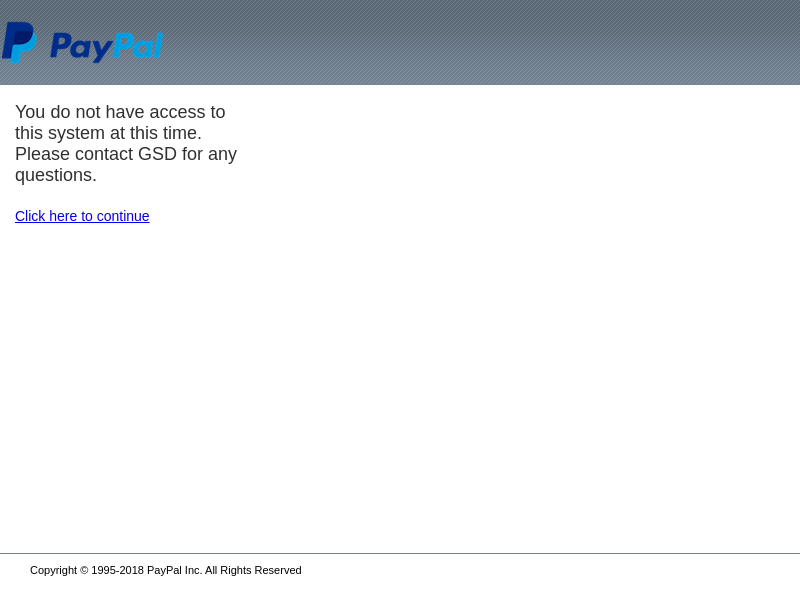 PayPal
You do not have access to
this system at this time.
Please contact GSD for any
questions.
Click here to continue
Copyright © 1995-2018 PayPal Inc. All Rights Reserved